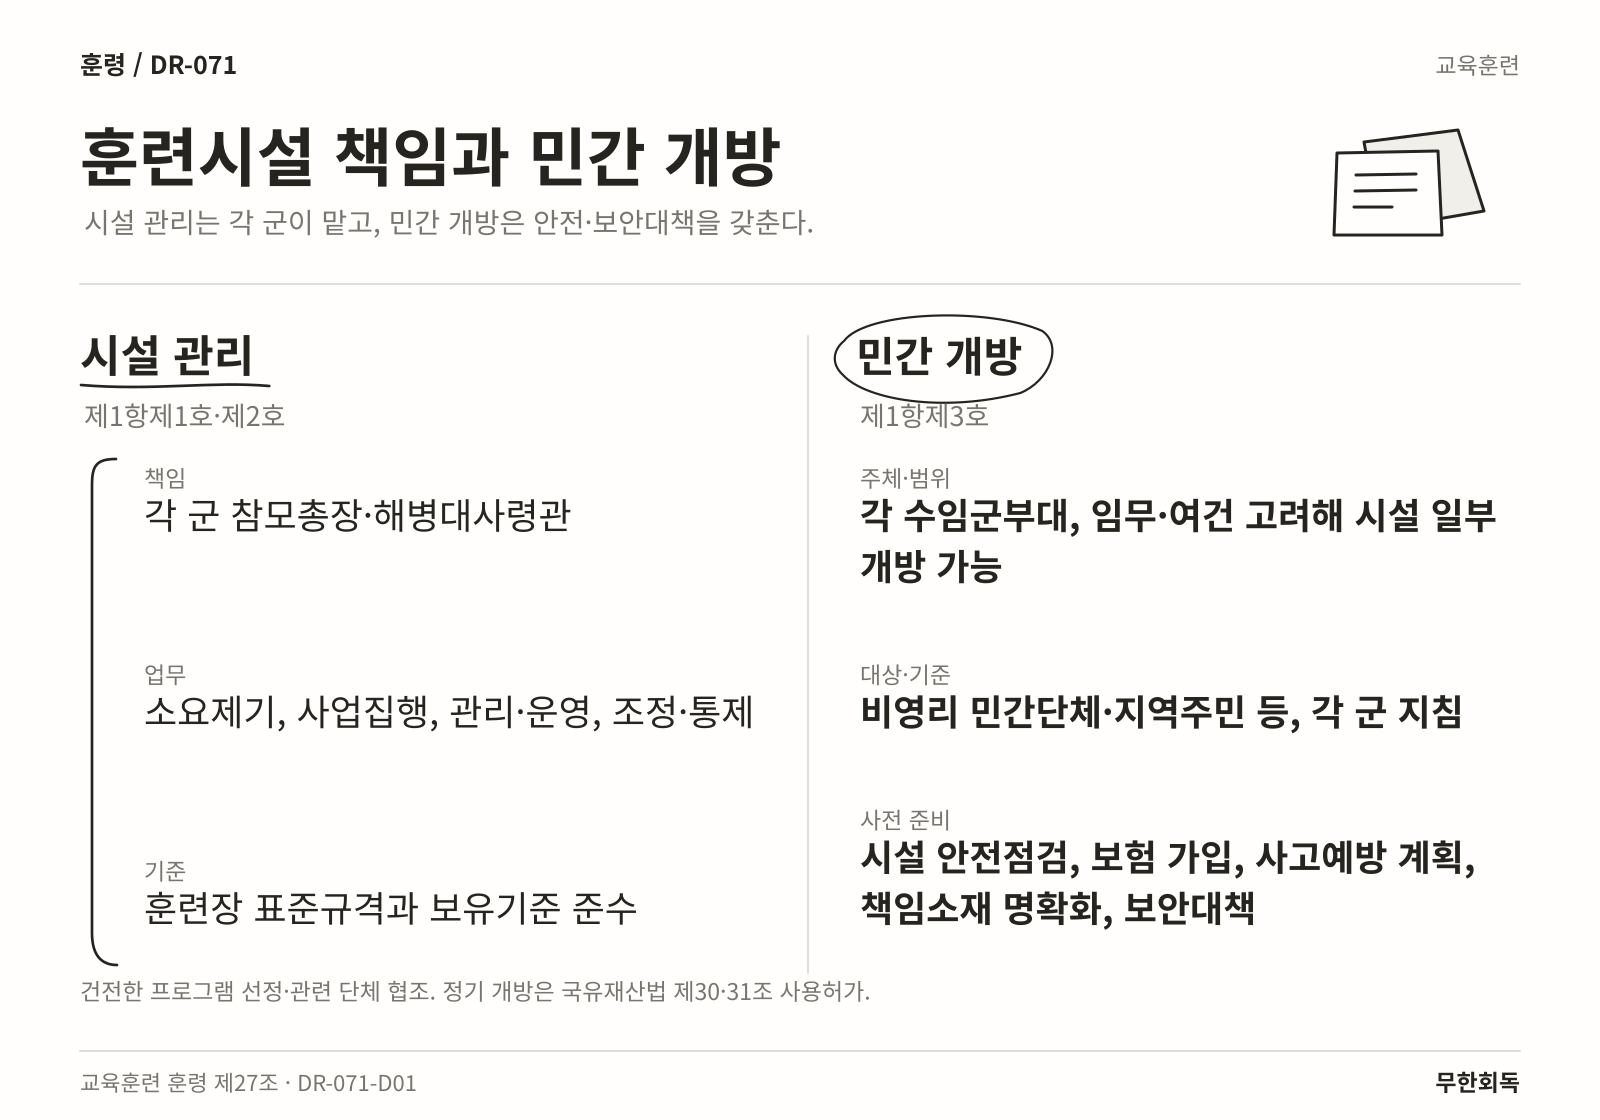 훈령 / DR-071
교육훈련
훈련시설 책임과 민간 개방
시설 관리는 각 군이 맡고, 민간 개방은 안전·보안대책을 갖춘다.
시설 관리
제1항제1호·제2호
책임
각 군 참모총장·해병대사령관
업무
소요제기, 사업집행, 관리·운영, 조정·통제
기준
훈련장 표준규격과 보유기준 준수
민간 개방
제1항제3호
주체·범위
각 수임군부대, 임무·여건 고려해 시설 일부
개방 가능
대상·기준
비영리 민간단체·지역주민 등, 각 군 지침
사전 준비
시설 안전점검, 보험 가입, 사고예방 계획,
책임소재 명확화, 보안대책
건전한 프로그램 선정·관련 단체 협조. 정기 개방은 국유재산법 제30·31조 사용허가.
교육훈련 훈령 제27조 · DR-071-D01
무한회독